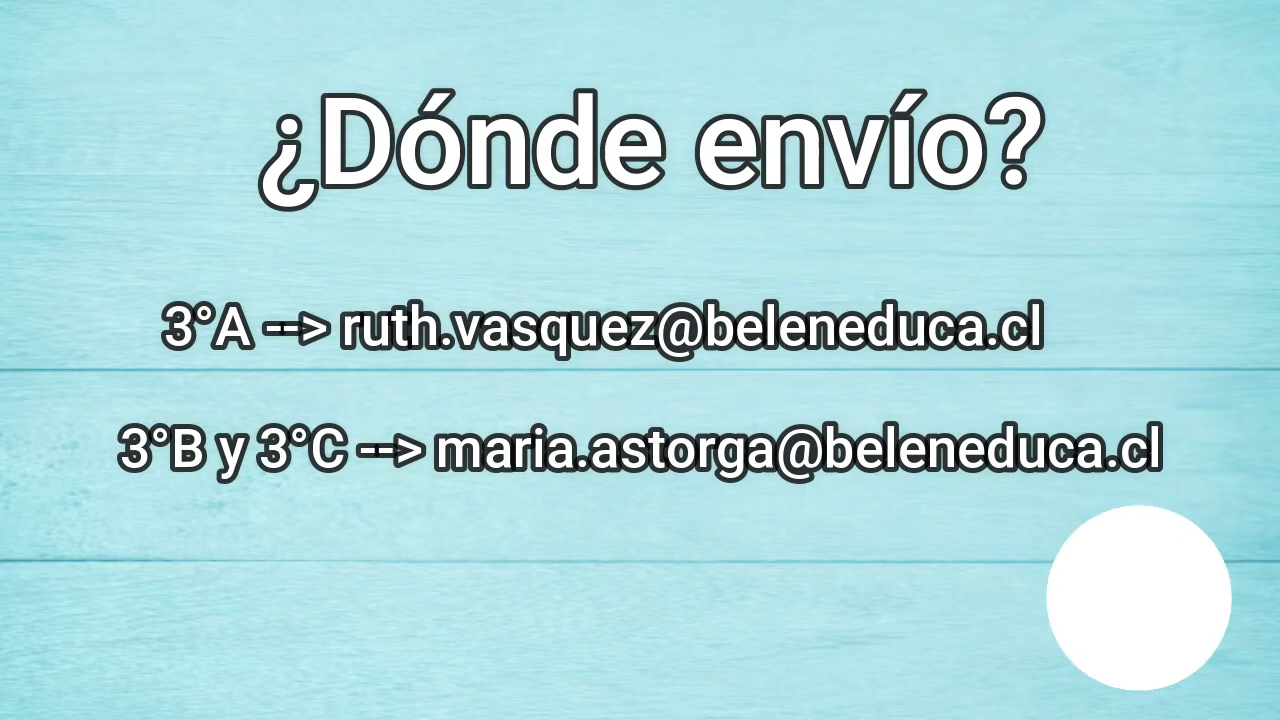 ¿Dónde envío?
3°A --> ruth.vasquez@beleneduca.cl
3°B y 3°C --> maria.astorga@beleneduca.cl